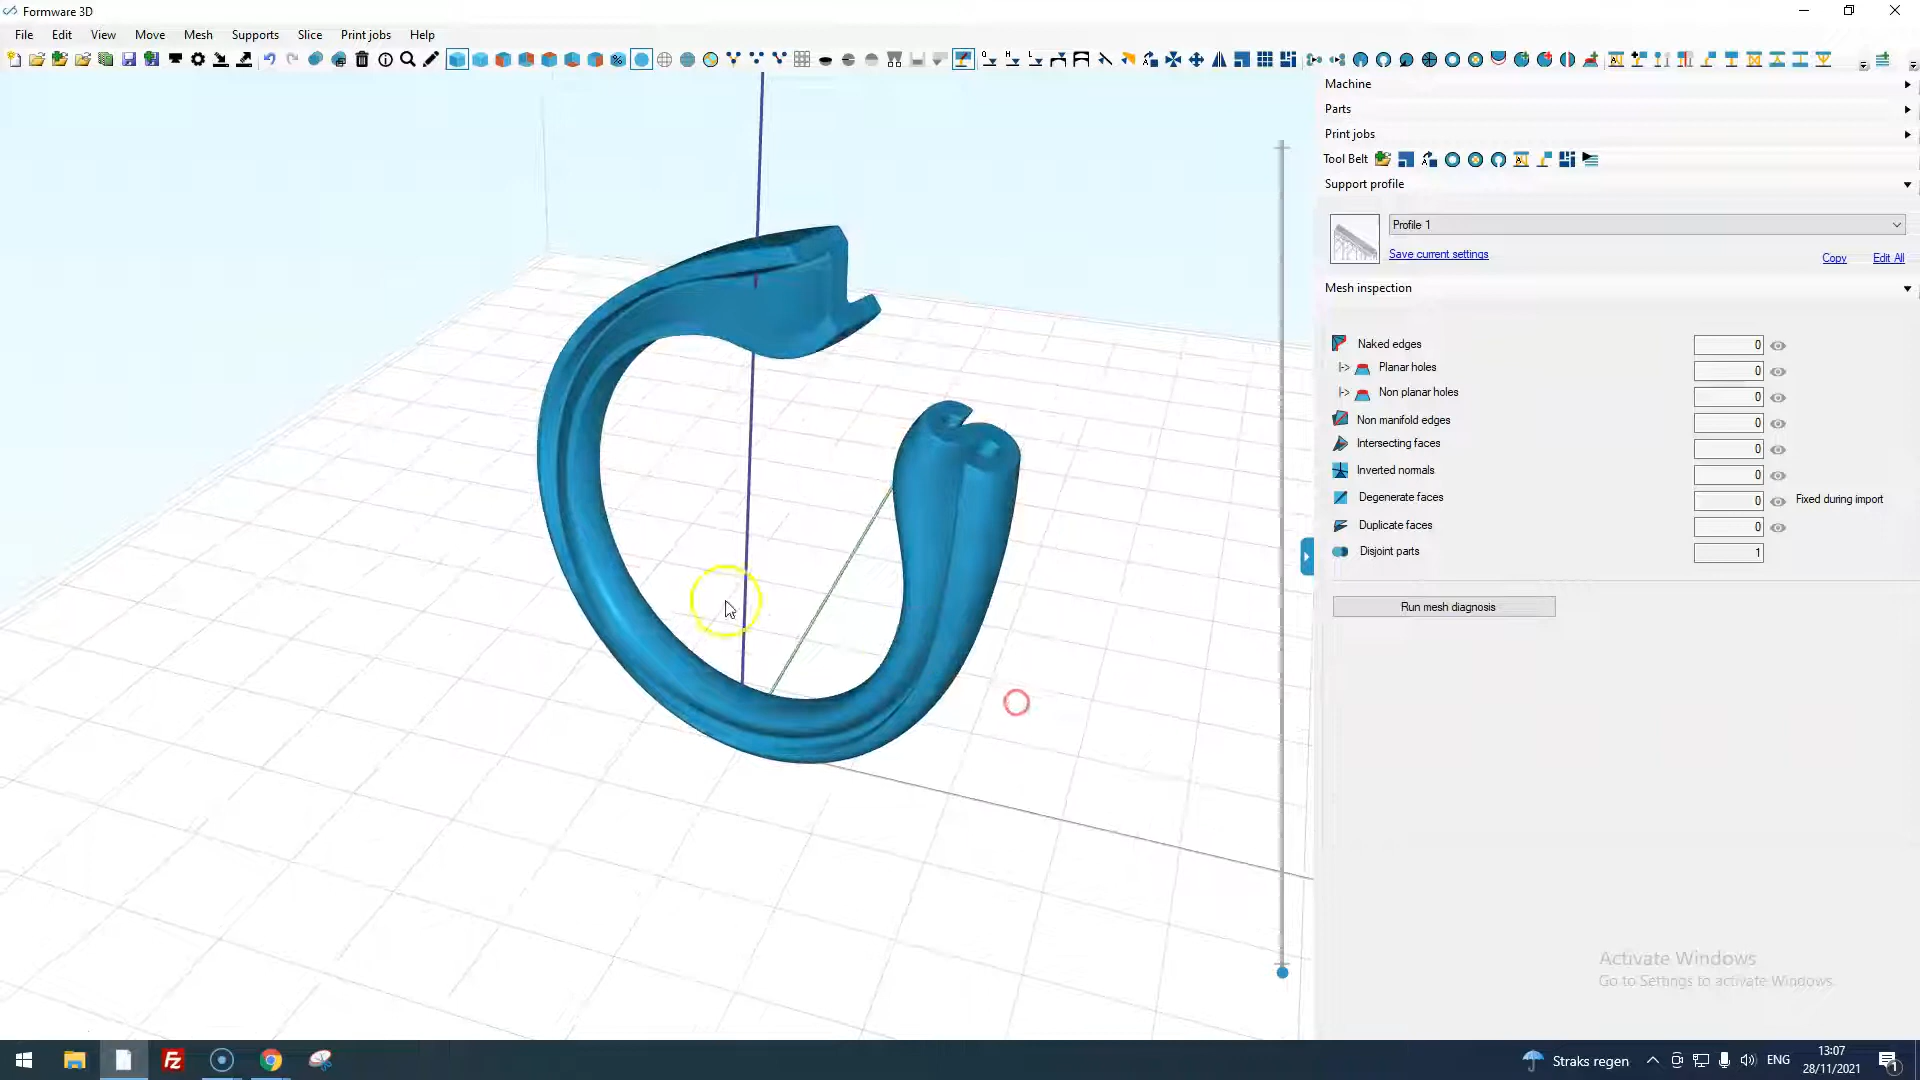 Formware 3D
File Edit View Move Mesh Supports Slice Print jobs Help
Machine
Parts
Print jobs
Tool Belt
Support profile
Profile 1
Save current settings
Copy Edit All
Mesh inspection
Naked edges 0
Planar holes 0
Non planar holes 0
Non manifold edges 0
Intersecting faces 0
Inverted normals 0
Degenerate faces 0 Fixed during import
Duplicate faces 0
Disjoint parts 1
Run mesh diagnosis
Activate Windows
Go to Settings to activate Windows.
Straks regen ENG 13:07
28/11/2021